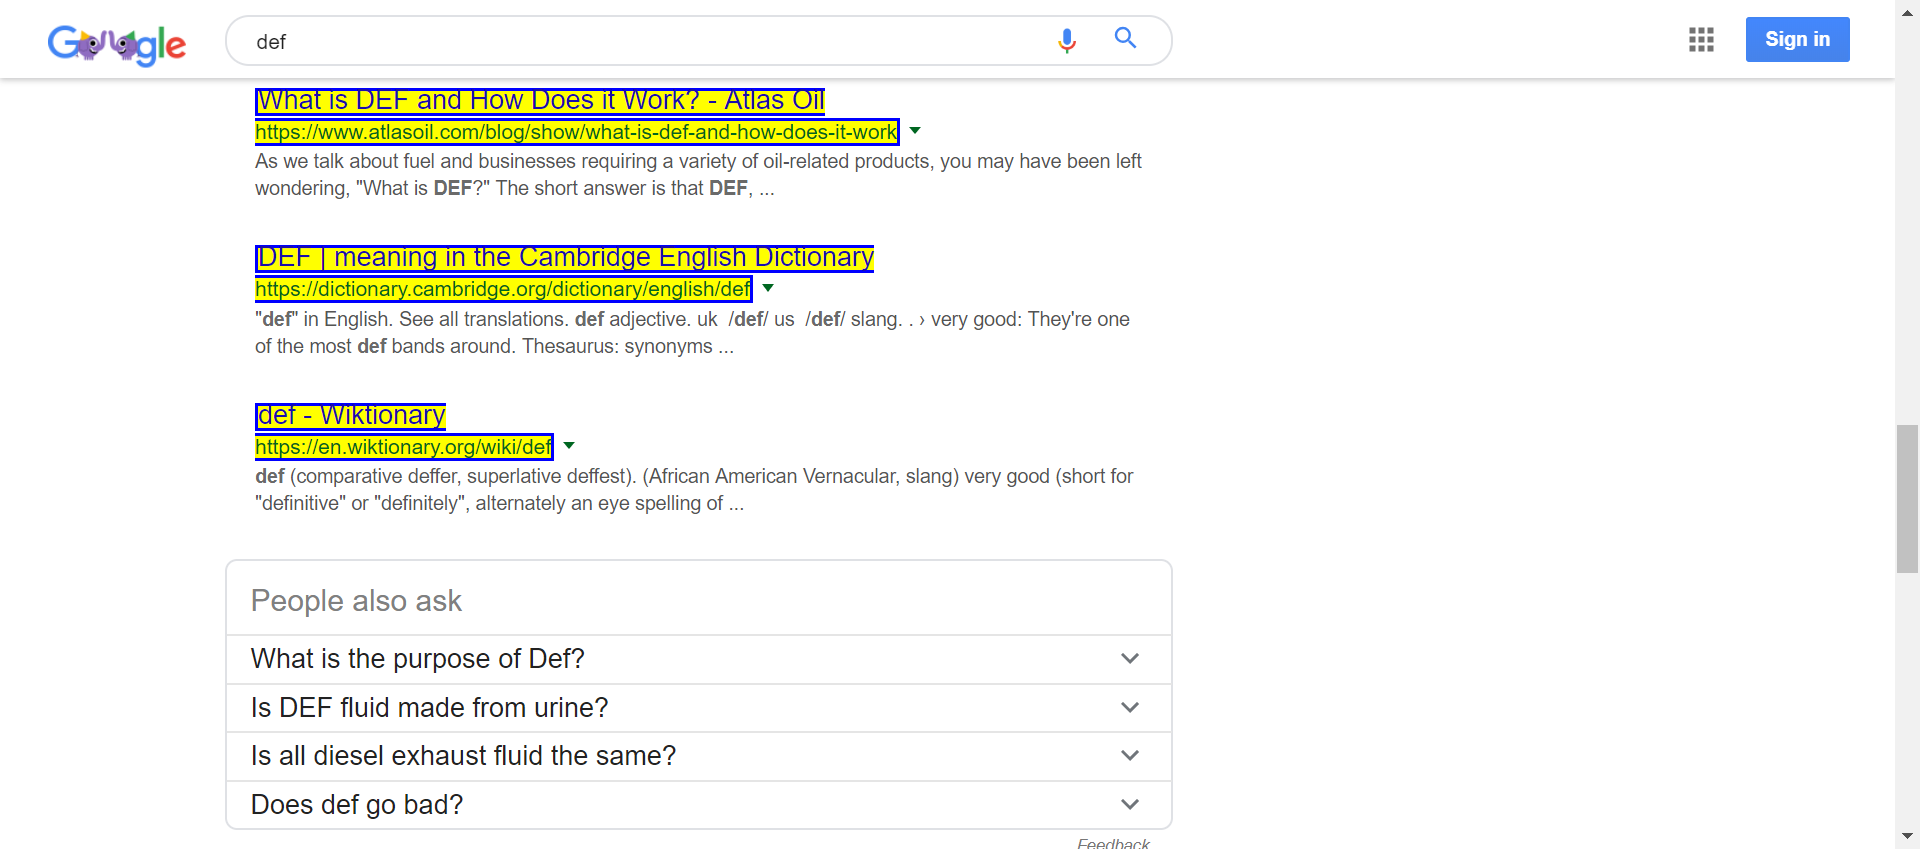 Google
def
Sign in
What is DEF and How Does it Work? - Atlas Oil
https://www.atlasoil.com/blog/show/what-is-def-and-how-does-it-work
As we talk about fuel and businesses requiring a variety of oil-related products, you may have been left
wondering, "What is DEF?" The short answer is that DEF, ...
DEF | meaning in the Cambridge English Dictionary
https://dictionary.cambridge.org/dictionary/english/def
"def" in English. See all translations. def adjective. uk /def/ us /def/ slang. . › very good: They're one
of the most def bands around. Thesaurus: synonyms ...
def - Wiktionary
https://en.wiktionary.org/wiki/def
def (comparative deffer, superlative deffest). (African American Vernacular, slang) very good (short for
"definitive" or "definitely", alternately an eye spelling of ...
People also ask
What is the purpose of Def?
Is DEF fluid made from urine?
Is all diesel exhaust fluid the same?
Does def go bad?
Feedback